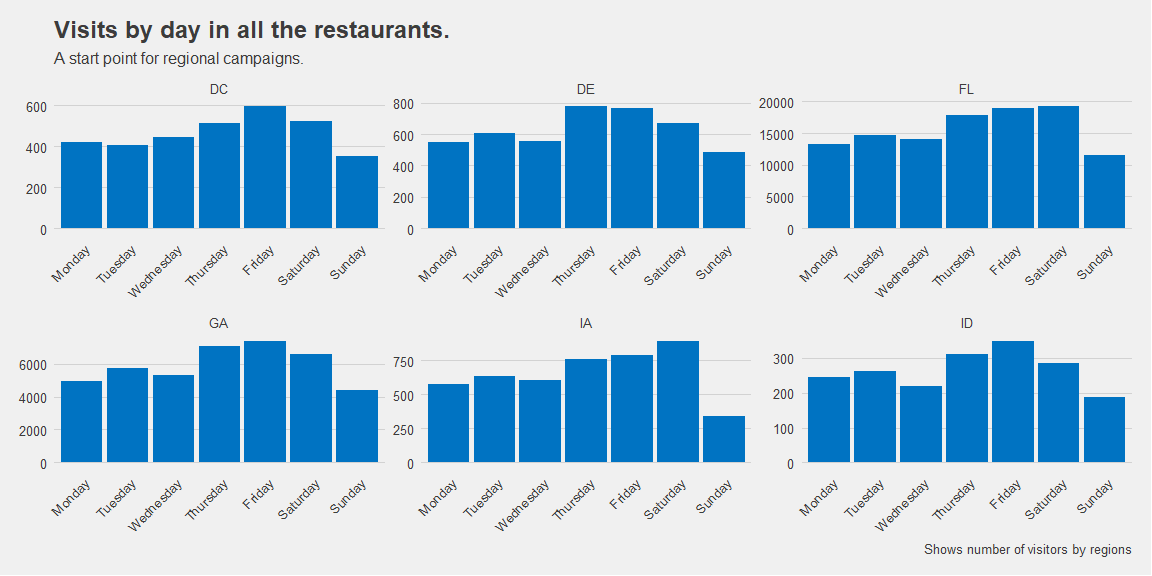 Visits by day in all the restaurants.
A start point for regional campaigns.
DC
600
400
200
0
Monday
Tuesday
Wednesday
Thursday
Friday
Saturday
Sunday
DE
800
600
400
200
0
Monday
Tuesday
Wednesday
Thursday
Friday
Saturday
Sunday
FL
20000
15000
10000
5000
0
Monday
Tuesday
Wednesday
Thursday
Friday
Saturday
Sunday
GA
6000
4000
2000
0
Monday
Tuesday
Wednesday
Thursday
Friday
Saturday
Sunday
IA
750
500
250
0
Monday
Tuesday
Wednesday
Thursday
Friday
Saturday
Sunday
ID
300
200
100
0
Monday
Tuesday
Wednesday
Thursday
Friday
Saturday
Sunday
Shows number of visitors by regions